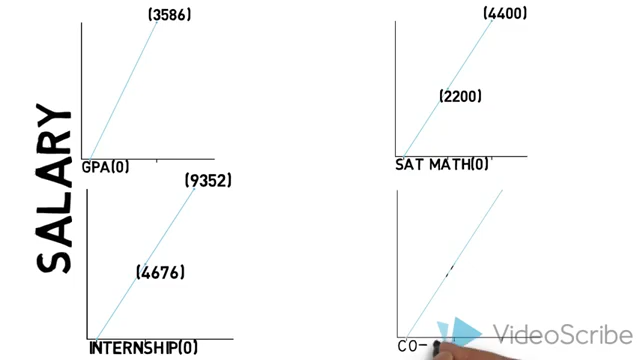 (3586)
(4400)
(2200)
GPA(0)
SAT MATH(0)
SALARY
(9352)
(4676)
INTERNSHIP(0)
CO-
VideoScribe